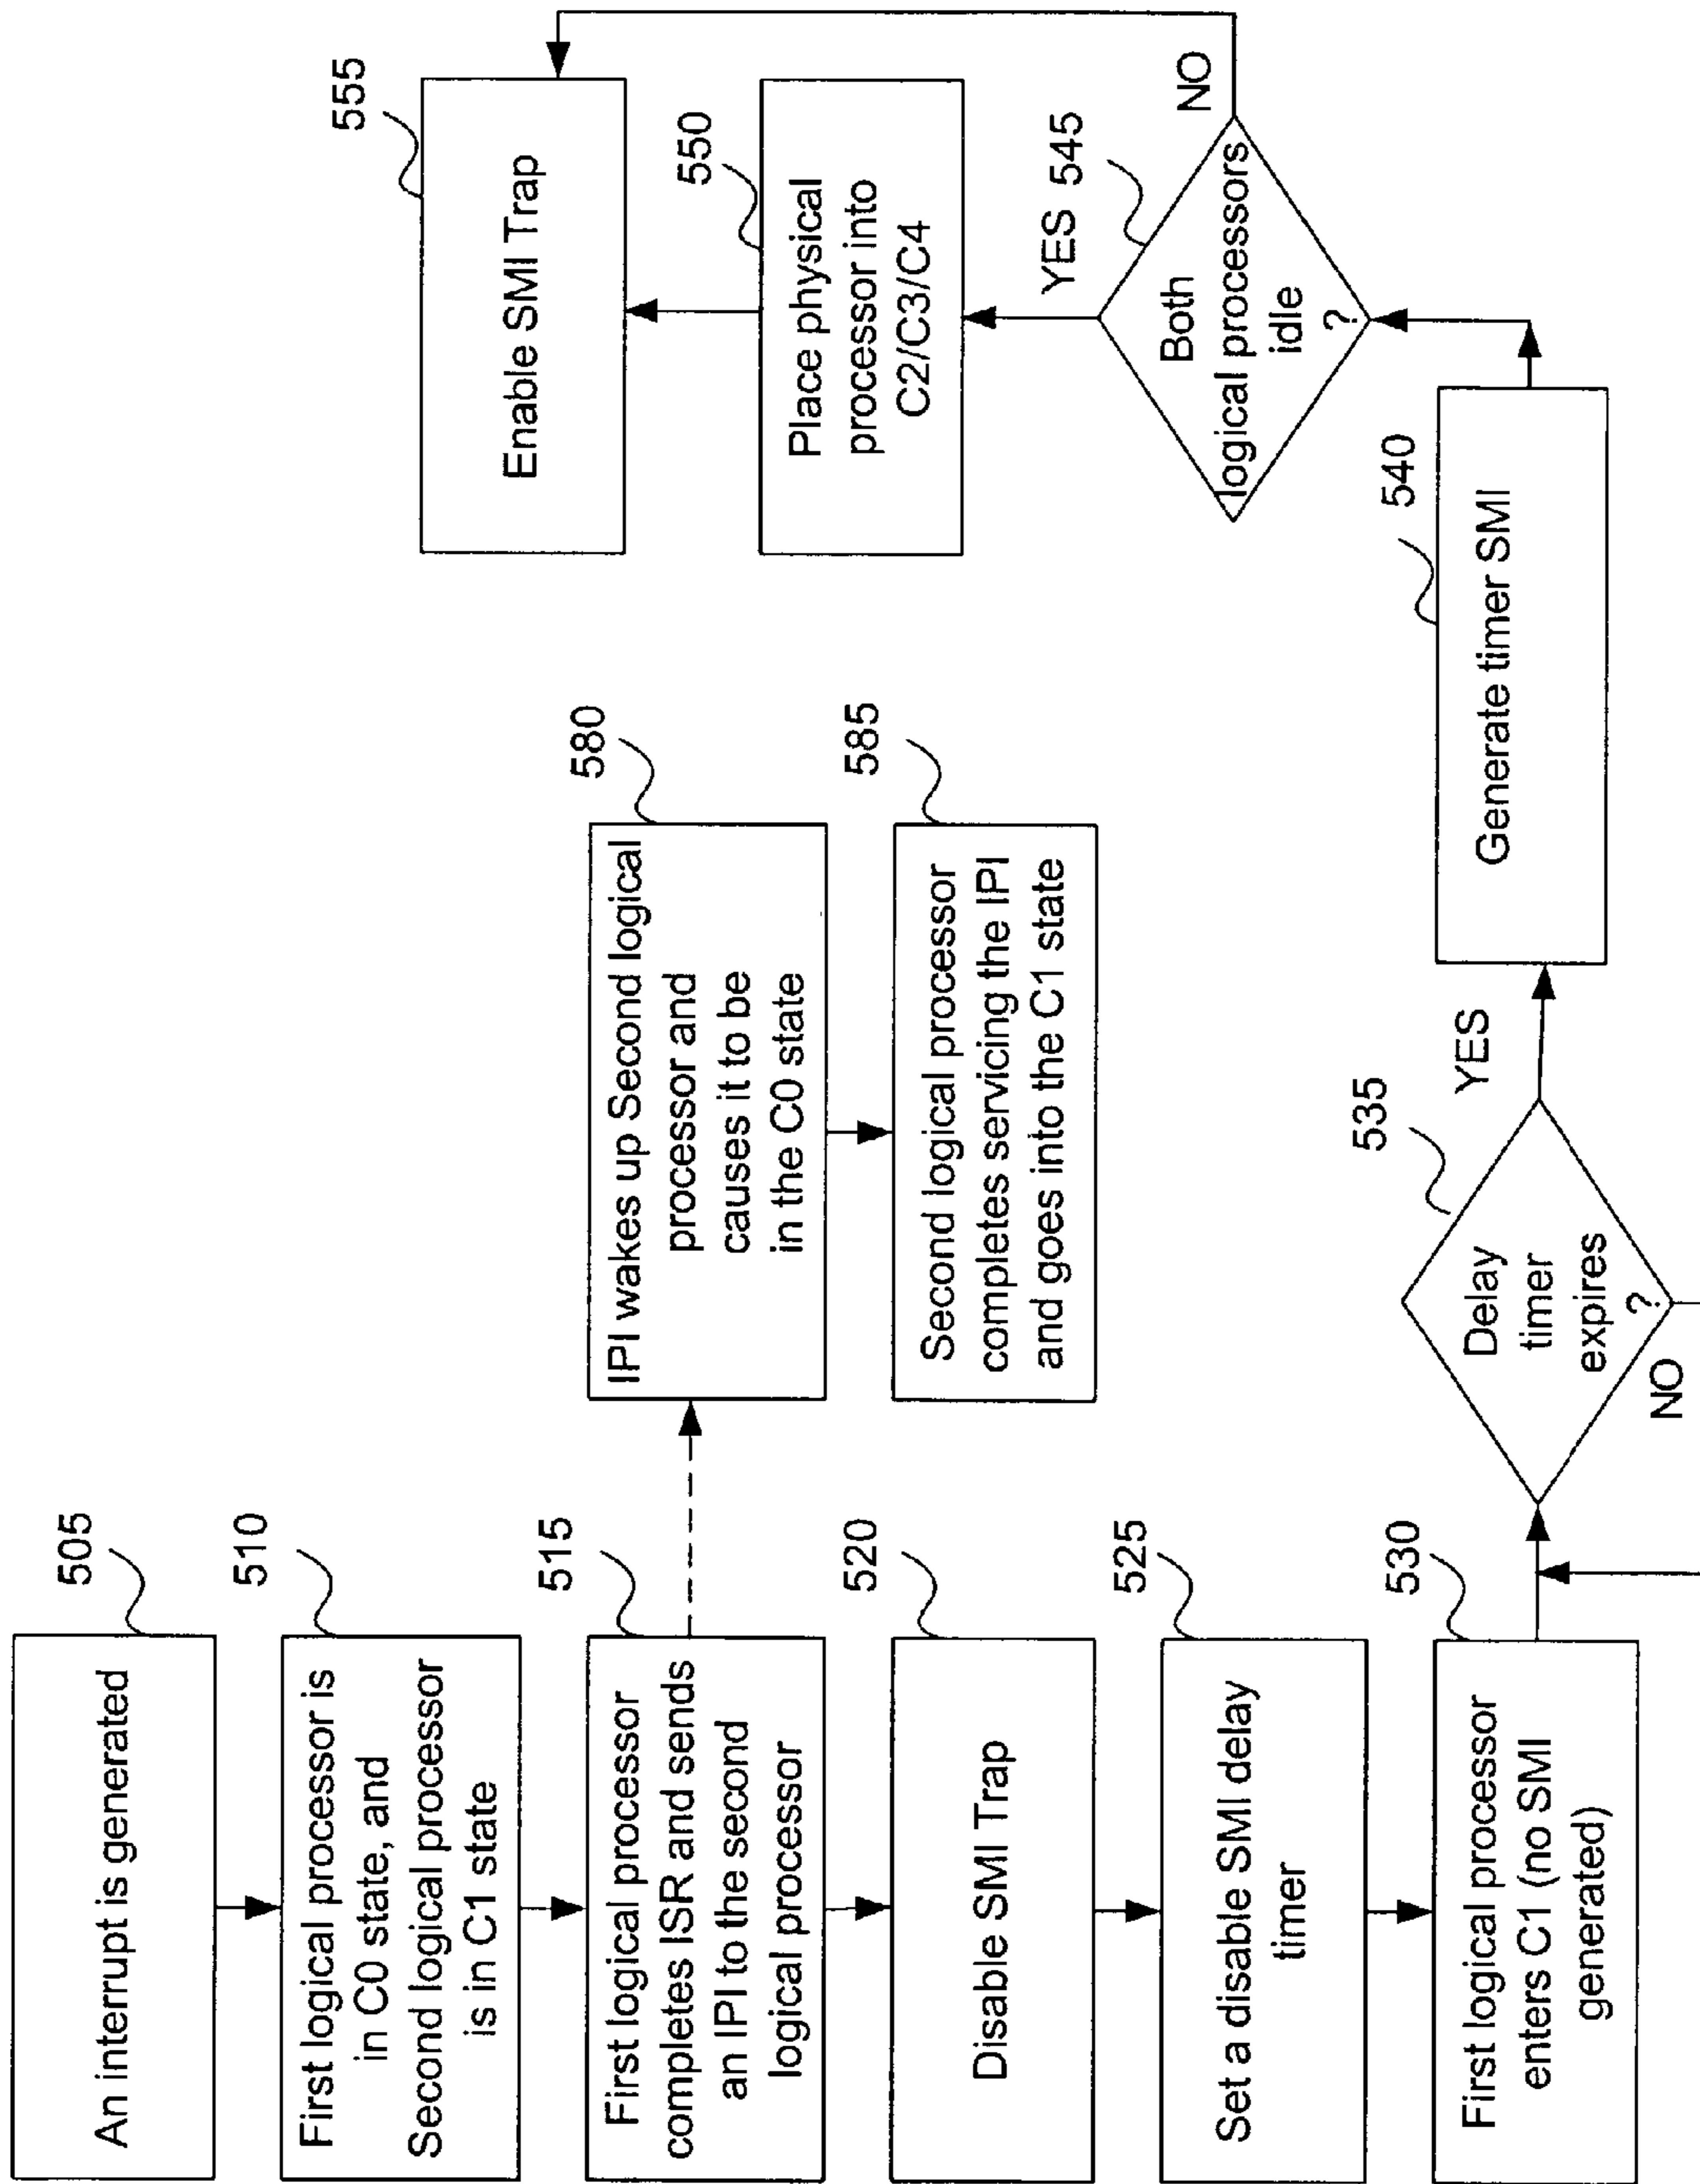 505
An interrupt is generated
510
First logical processor is
in C0 state, and
Second logical processor
is in C1 state
515
First logical processor
completes ISR and sends
an IPI to the second
logical processor
520
Disable SMI Trap
525
Set a disable SMI delay
timer
530
First logical processor
enters C1 (no SMI
generated)
580
IPI wakes up Second logical
processor and
causes it to be
in the C0 state
585
Second logical processor
completes servicing the IPI
and goes into the C1 state
535
Delay
timer
expires
?
NO
YES
540
Generate timer SMI
545
Both
logical processors
idle
?
YES
NO
550
Place physical
processor into
C2/C3/C4
555
Enable SMI Trap